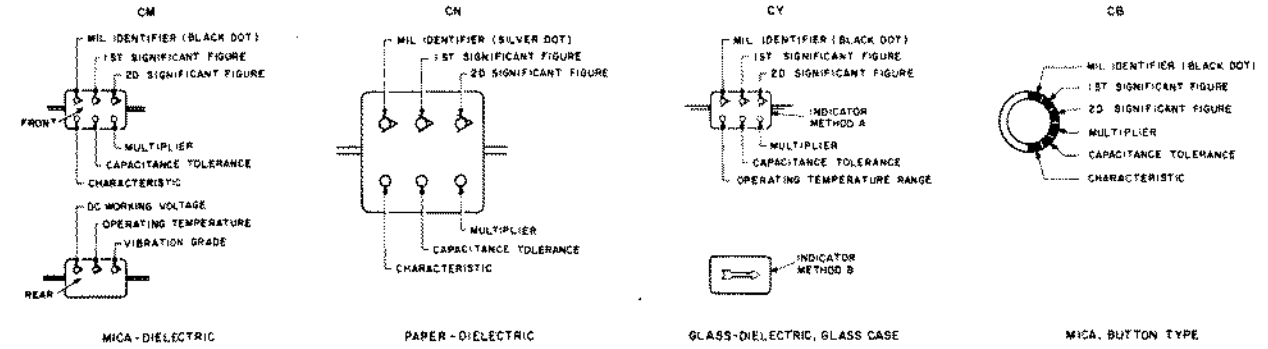 CM
MIL IDENTIFIER (BLACK DOT)
1ST SIGNIFICANT FIGURE
2D SIGNIFICANT FIGURE
FRONT
MULTIPLIER
CAPACITANCE TOLERANCE
CHARACTERISTIC
DC WORKING VOLTAGE
OPERATING TEMPERATURE
VIBRATION GRADE
REAR
MICA-DIELECTRIC
CN
MIL IDENTIFIER (SILVER DOT)
1ST SIGNIFICANT FIGURE
2D SIGNIFICANT FIGURE
MULTIPLIER
CAPACITANCE TOLERANCE
CHARACTERISTIC
PAPER-DIELECTRIC
CY
MIL IDENTIFIER (BLACK DOT)
1ST SIGNIFICANT FIGURE
2D SIGNIFICANT FIGURE
INDICATOR
METHOD A
MULTIPLIER
CAPACITANCE TOLERANCE
OPERATING TEMPERATURE RANGE
INDICATOR
METHOD B
GLASS-DIELECTRIC, GLASS CASE
CB
MIL IDENTIFIER (BLACK DOT)
1ST SIGNIFICANT FIGURE
2D SIGNIFICANT FIGURE
MULTIPLIER
CAPACITANCE TOLERANCE
CHARACTERISTIC
MICA, BUTTON TYPE